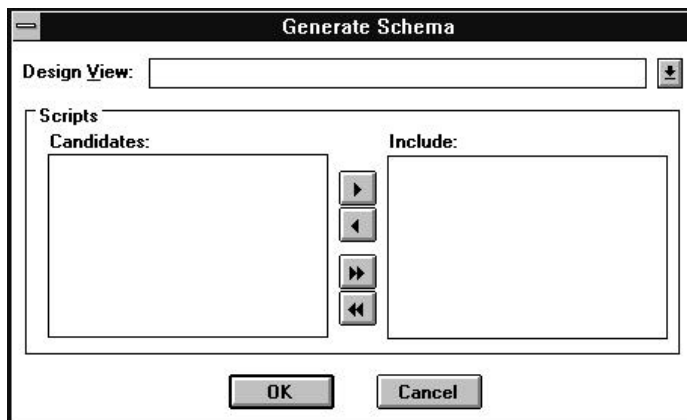 Generate Schema
Design View:
Scripts
Candidates:
Include:
OK
Cancel